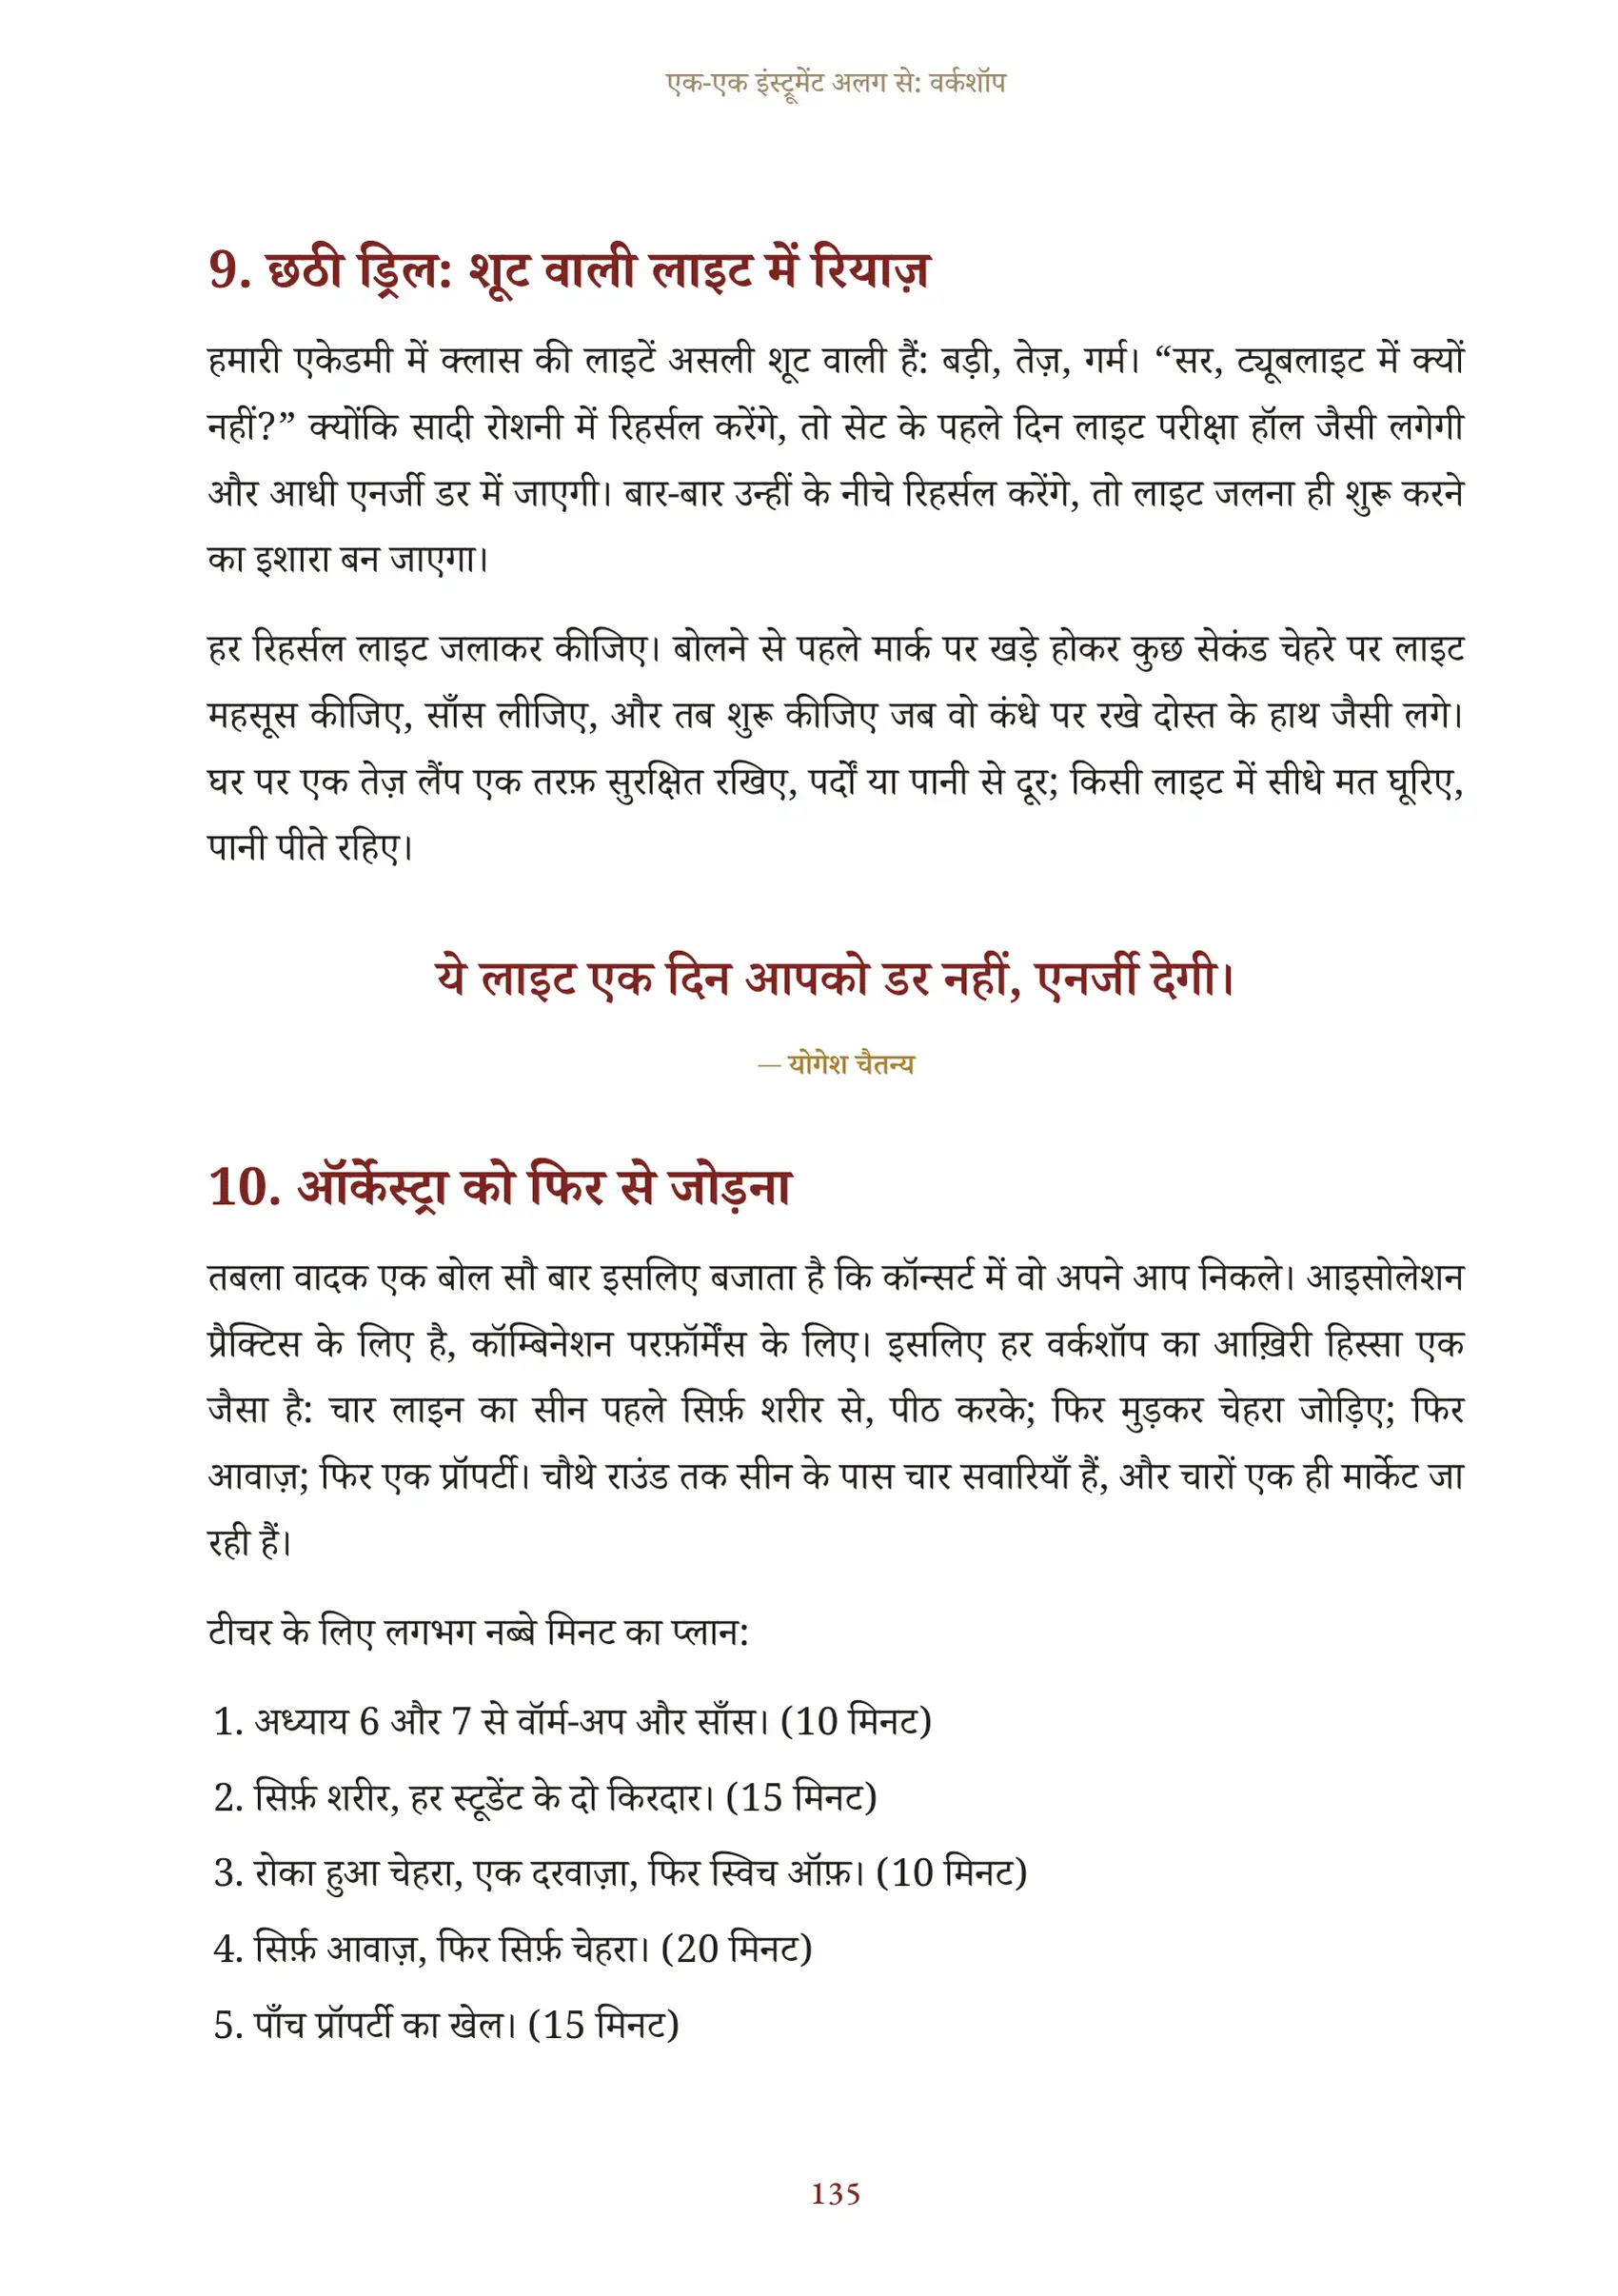 एक-एक इंस्ट्रूमेंट अलग से: वर्कशॉप
9. छठी ड्रिल: शूट वाली लाइट में रियाज़
हमारी एकेडमी में क्लास की लाइटें असली शूट वाली हैं: बड़ी, तेज़, गर्म। “सर, ट्यूबलाइट में क्यों
नहीं?” क्योंकि सादी रोशनी में रिहर्सल करेंगे, तो सेट के पहले दिन लाइट परीक्षा हॉल जैसी लगेगी
और आधी एनर्जी डर में जाएगी। बार-बार उन्हीं के नीचे रिहर्सल करेंगे, तो लाइट जलना ही शुरू करने
का इशारा बन जाएगा।
हर रिहर्सल लाइट जलाकर कीजिए। बोलने से पहले मार्क पर खड़े होकर कुछ सेकंड चेहरे पर लाइट
महसूस कीजिए, साँस लीजिए, और तब शुरू कीजिए जब वो कंधे पर रखे दोस्त के हाथ जैसी लगे।
घर पर एक तेज़ लैंप एक तरफ़ सुरक्षित रखिए, पर्दों या पानी से दूर; किसी लाइट में सीधे मत घूरिए,
पानी पीते रहिए।
ये लाइट एक दिन आपको डर नहीं, एनर्जी देगी।
— योगेश चैतन्य
10. ऑर्केस्ट्रा को फिर से जोड़ना
तबला वादक एक बोल सौ बार इसलिए बजाता है कि कॉन्सर्ट में वो अपने आप निकले। आइसोलेशन
प्रैक्टिस के लिए है, कॉम्बिनेशन परफ़ॉर्मेंस के लिए। इसलिए हर वर्कशॉप का आख़िरी हिस्सा एक
जैसा है: चार लाइन का सीन पहले सिर्फ़ शरीर से, पीठ करके; फिर मुड़कर चेहरा जोड़िए; फिर
आवाज़; फिर एक प्रॉपर्टी। चौथे राउंड तक सीन के पास चार सवारियाँ हैं, और चारों एक ही मार्केट जा
रही हैं।
टीचर के लिए लगभग नब्बे मिनट का प्लान:
1. अध्याय 6 और 7 से वॉर्म-अप और साँस। (10 मिनट)
2. सिर्फ़ शरीर, हर स्टूडेंट के दो किरदार। (15 मिनट)
3. रोका हुआ चेहरा, एक दरवाज़ा, फिर स्विच ऑफ़। (10 मिनट)
4. सिर्फ़ आवाज़, फिर सिर्फ़ चेहरा। (20 मिनट)
5. पाँच प्रॉपर्टी का खेल। (15 मिनट)
135